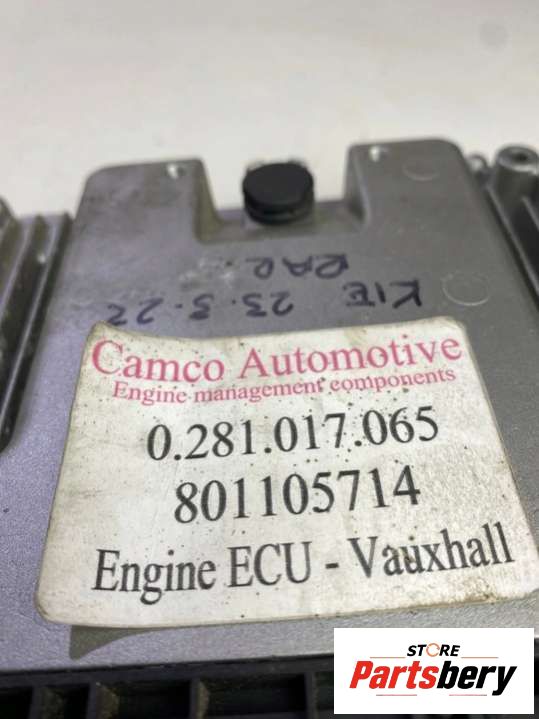 RAR
KIE 23.3.22
Camco Automotive
Engine management components
0.281.017.065
801105714
Engine ECU - Vauxhall
STORE
Partsbery